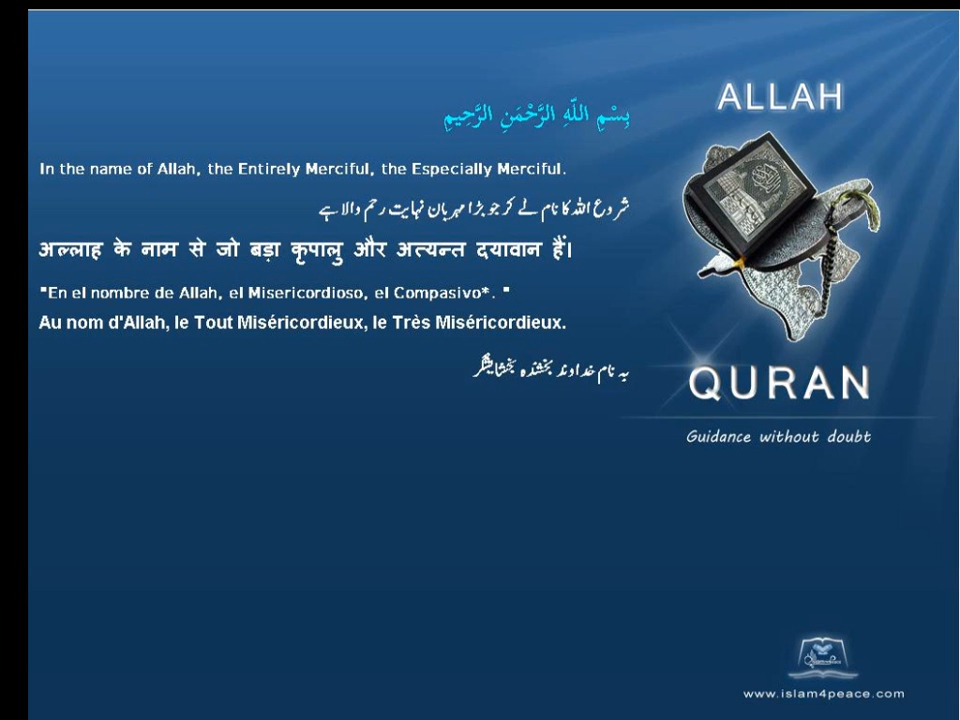 بِسْمِ اللَّهِ الرَّحْمَنِ الرَّحِيمِ
In the name of Allah, the Entirely Merciful, the Especially Merciful.
شروع الله کا نام لے کر جو بڑا مہربان نہایت رحم والا ہے
अल्लाह के नाम से जो बड़ा कृपालु और अत्यन्त दयावान हैं।
"En el nombre de Allah, el Misericordioso, el Compasivo*. "
Au nom d'Allah, le Tout Miséricordieux, le Très Miséricordieux.
به نام خداوند بخشنده بخشایشگر
ALLAH
QURAN
Guidance without doubt
www.islam4peace.com